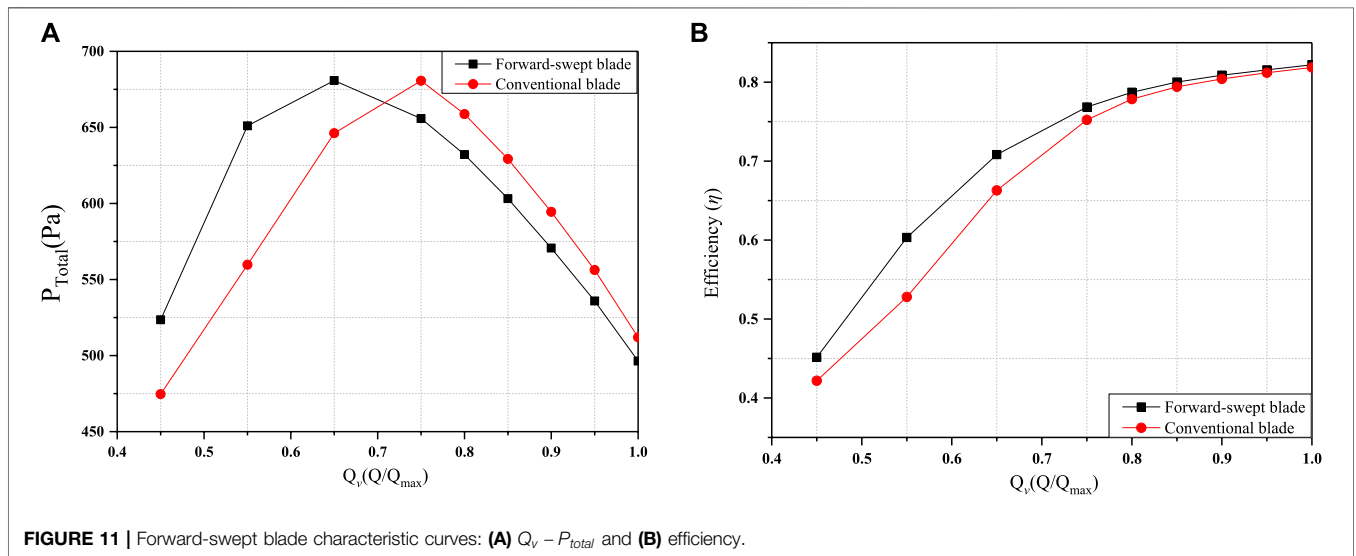 A
700
650
600
550
500
450
0.4 0.5 0.6 0.7 0.8 0.9 1.0
P_Total(Pa)
Q_v(Q/Q_max)
Forward-swept blade
Conventional blade
B
0.8
0.7
0.6
0.5
0.4
0.4 0.5 0.6 0.7 0.8 0.9 1.0
Efficiency (η)
Q_v(Q/Q_max)
Forward-swept blade
Conventional blade
FIGURE 11 | Forward-swept blade characteristic curves: (A) Q_v – P_total and (B) efficiency.